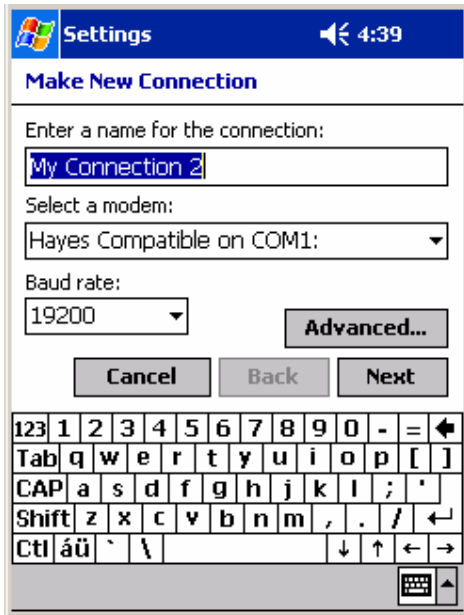 Settings 4:39
Make New Connection
Enter a name for the connection:
My Connection 2
Select a modem:
Hayes Compatible on COM1:
Baud rate:
19200
Advanced...
Cancel Back Next
123 1 2 3 4 5 6 7 8 9 0 - =
Tab q w e r t y u i o p [ ]
CAP a s d f g h j k l ; '
Shift z x c v b n m , . /
Ctl áü ` \ ↓ ↑ ← →